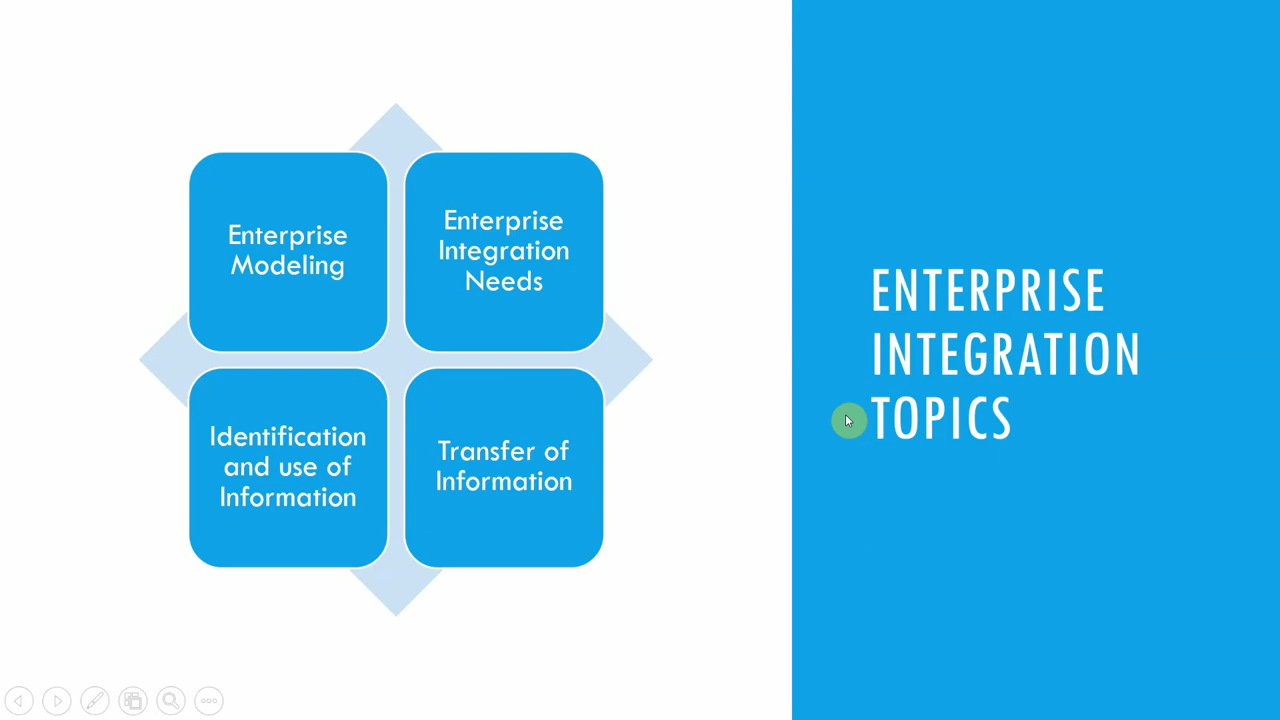 Enterprise
Modeling
Enterprise
Integration
Needs
Identification
and use of
Information
Transfer of
Information
ENTERPRISE
INTEGRATION
TOPICS